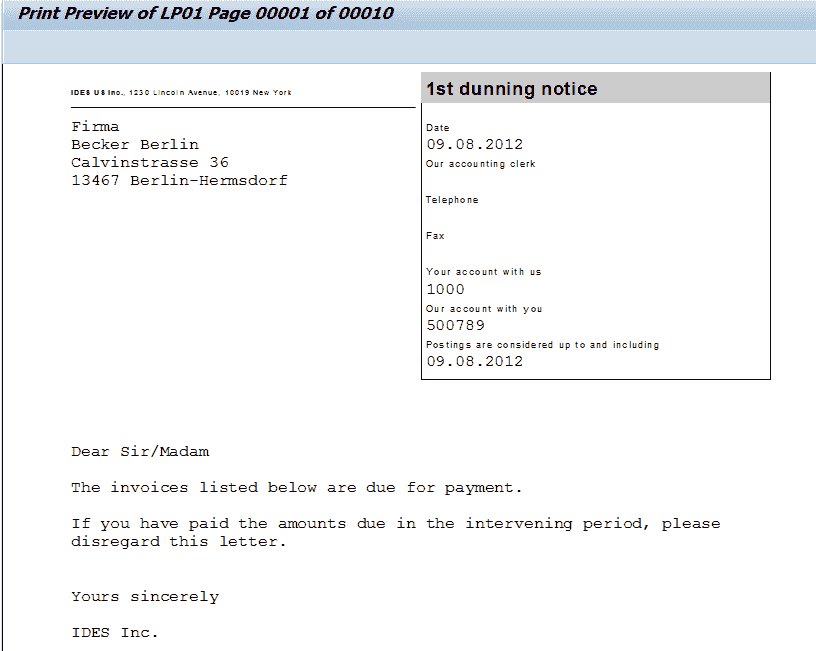 Print Preview of LP01 Page 00001 of 00010
IDES US Inc., 1230 Lincoln Avenue, 10019 New York
Firma
Becker Berlin
Calvinstrasse 36
13467 Berlin-Hermsdorf
1st dunning notice
Date
09.08.2012
Our accounting clerk
Telephone
Fax
Your account with us
1000
Our account with you
500789
Postings are considered up to and including
09.08.2012
Dear Sir/Madam
The invoices listed below are due for payment.
If you have paid the amounts due in the intervening period, please
disregard this letter.
Yours sincerely
IDES Inc.